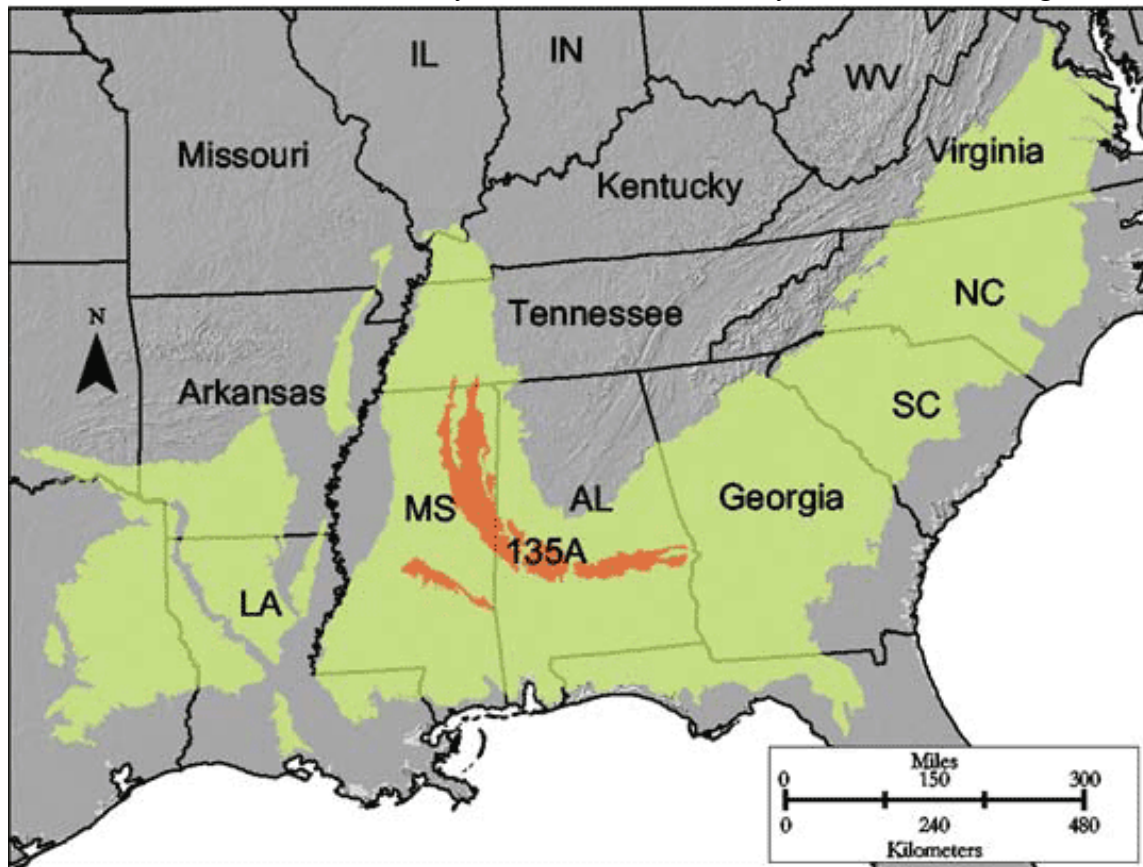 IL
IN
WV
Missouri
Virginia
Kentucky
NC
N
Tennessee
Arkansas
SC
AL
MS
Georgia
135A
LA
Miles
0 150 300
0 240 480
Kilometers